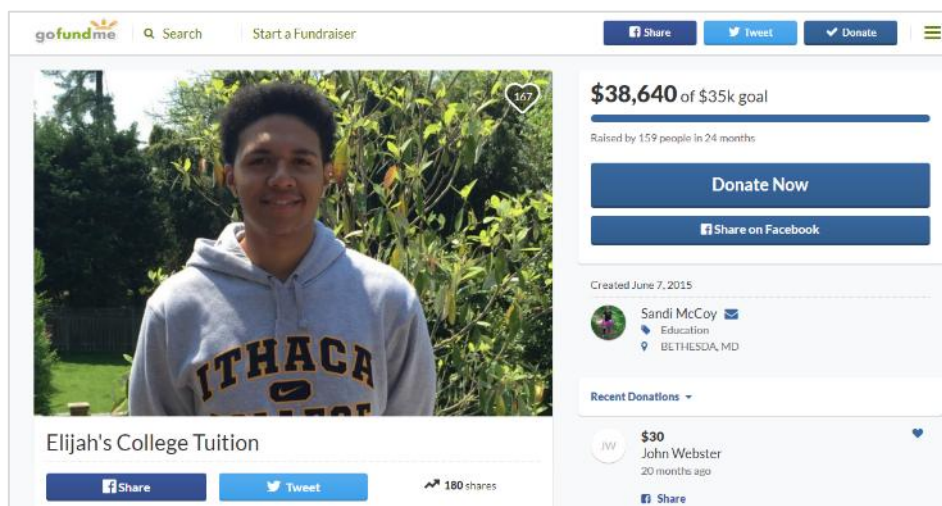 gofundme
Search
Start a Fundraiser
Share
Tweet
Donate
167
ITHACA
COLLEGE
Elijah's College Tuition
Share
Tweet
180 shares
$38,640 of $35k goal
Raised by 159 people in 24 months
Donate Now
Share on Facebook
Created June 7, 2015
Sandi McCoy
Education
BETHESDA, MD
Recent Donations
JW
$30
John Webster
20 months ago
Share